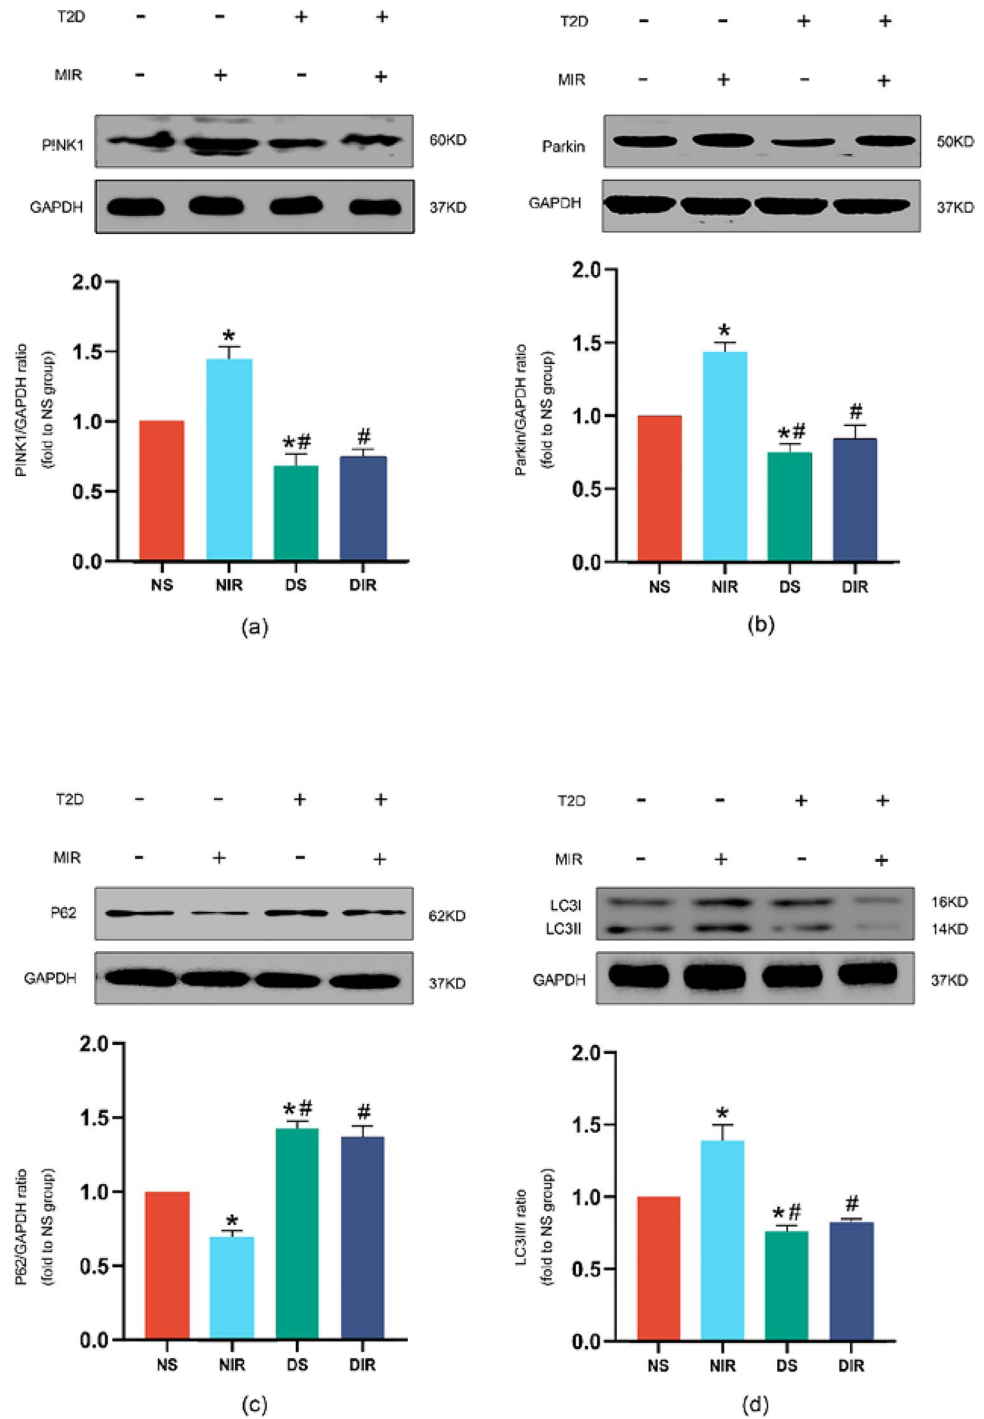 T2D - - + +
MIR - + - +
PINK1 60KD
GAPDH 37KD
PINK1/GAPDH ratio
(fold to NS group)
2.0
1.5
1.0
0.5
0.0
*
*#
#
NS NIR DS DIR
(a)
T2D - - + +
MIR - + - +
Parkin 50KD
GAPDH 37KD
Parkin/GAPDH ratio
(fold to NS group)
2.0
1.5
1.0
0.5
0.0
*
*#
#
NS NIR DS DIR
(b)
T2D - - + +
MIR - + - +
P62 62KD
GAPDH 37KD
P62/GAPDH ratio
(fold to NS group)
2.0
1.5
1.0
0.5
0.0
*
*#
#
NS NIR DS DIR
(c)
T2D - - + +
MIR - + - +
LC3I 16KD
LC3II 14KD
GAPDH 37KD
LC3II/I ratio
(fold to NS group)
2.0
1.5
1.0
0.5
0.0
*
*#
#
NS NIR DS DIR
(d)